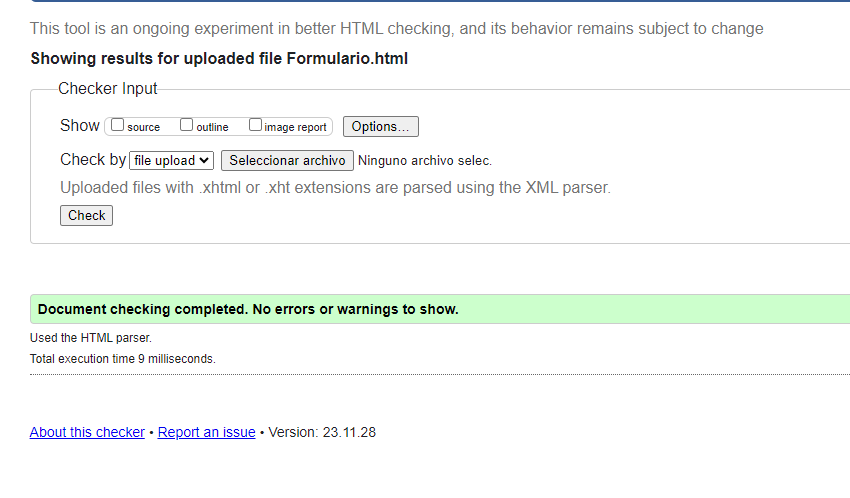 This tool is an ongoing experiment in better HTML checking, and its behavior remains subject to change
Showing results for uploaded file Formulario.html
Checker Input
Show source outline image report Options...
Check by file upload Seleccionar archivo Ninguno archivo selec.
Uploaded files with .xhtml or .xht extensions are parsed using the XML parser.
Check
Document checking completed. No errors or warnings to show.
Used the HTML parser.
Total execution time 9 milliseconds.
About this checker • Report an issue • Version: 23.11.28